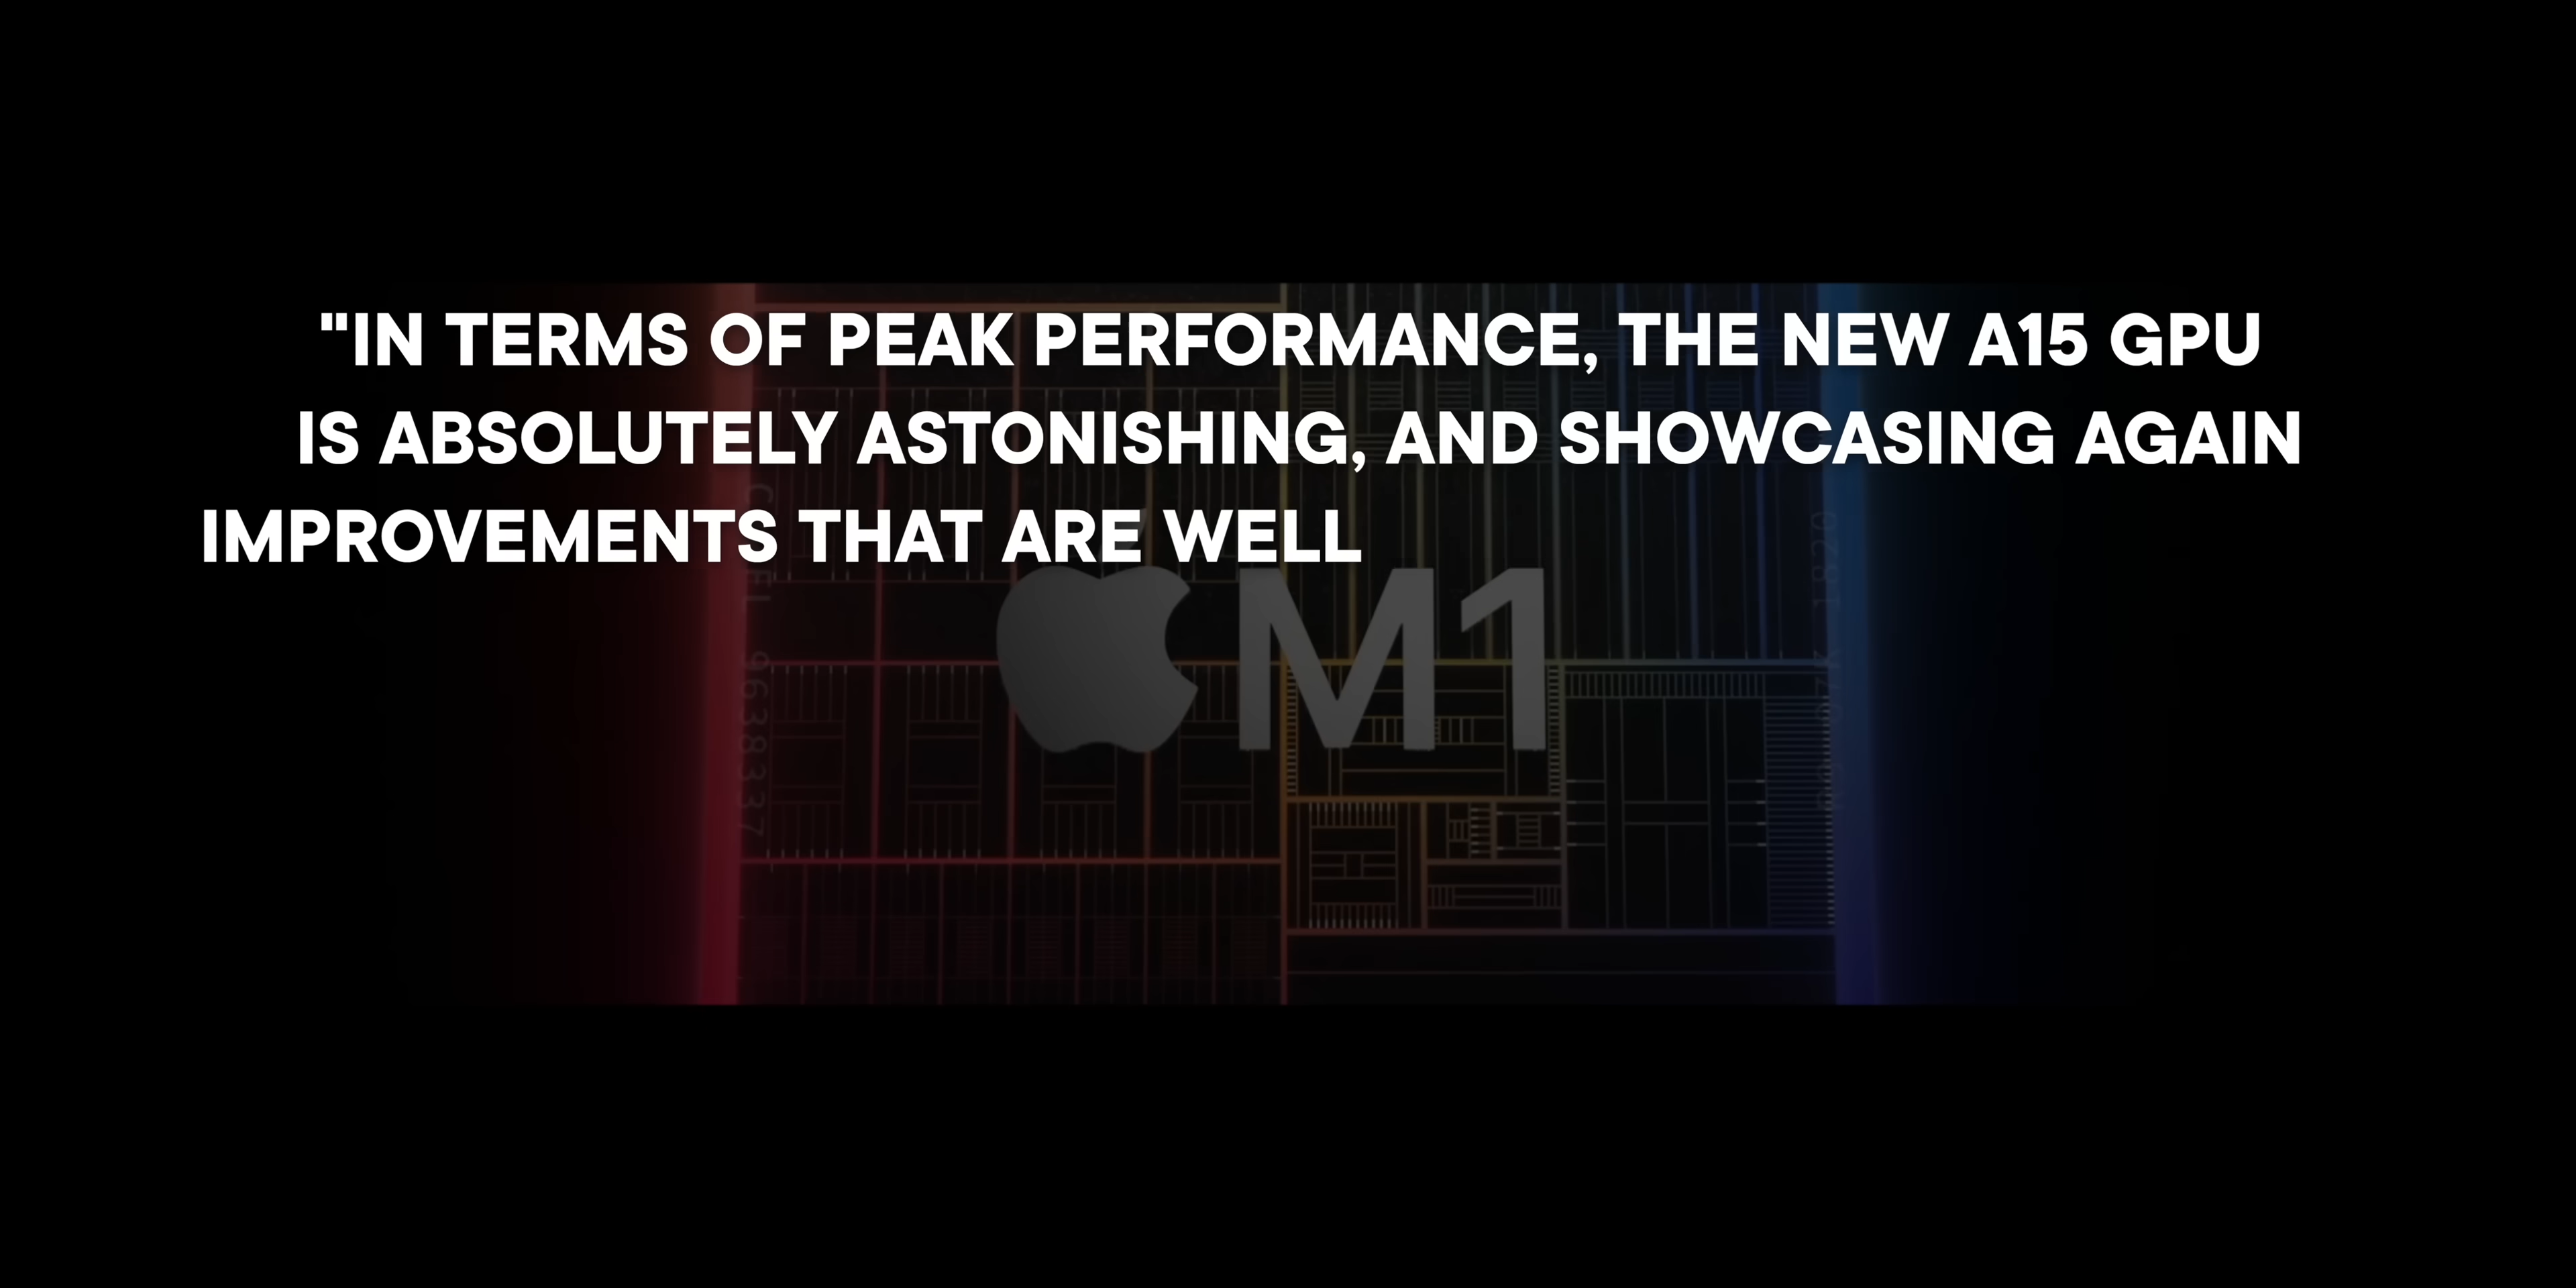 "IN TERMS OF PEAK PERFORMANCE, THE NEW A15 GPU
IS ABSOLUTELY ASTONISHING, AND SHOWCASING AGAIN
IMPROVEMENTS THAT ARE WELL
M1